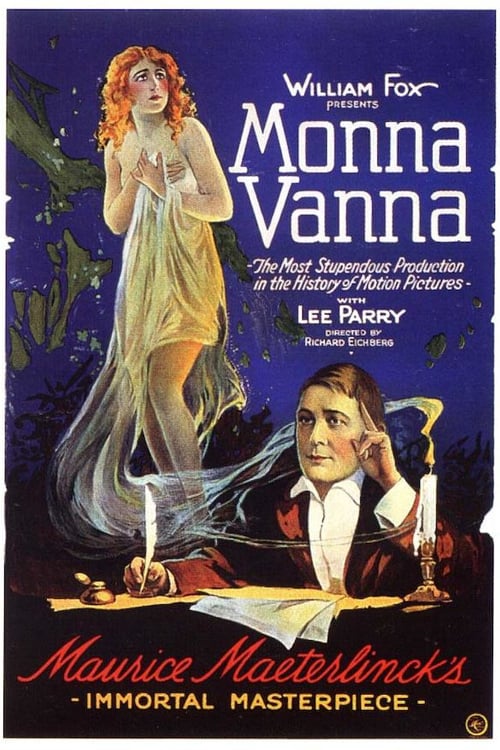 WILLIAM FOX
PRESENTS
Monna
Vanna
-The Most Stupendous Production
in the History of Motion Pictures-
WITH
LEE PARRY
DIRECTED BY
RICHARD EICHBERG
Maurice Maeterlinck's
- IMMORTAL MASTERPIECE -